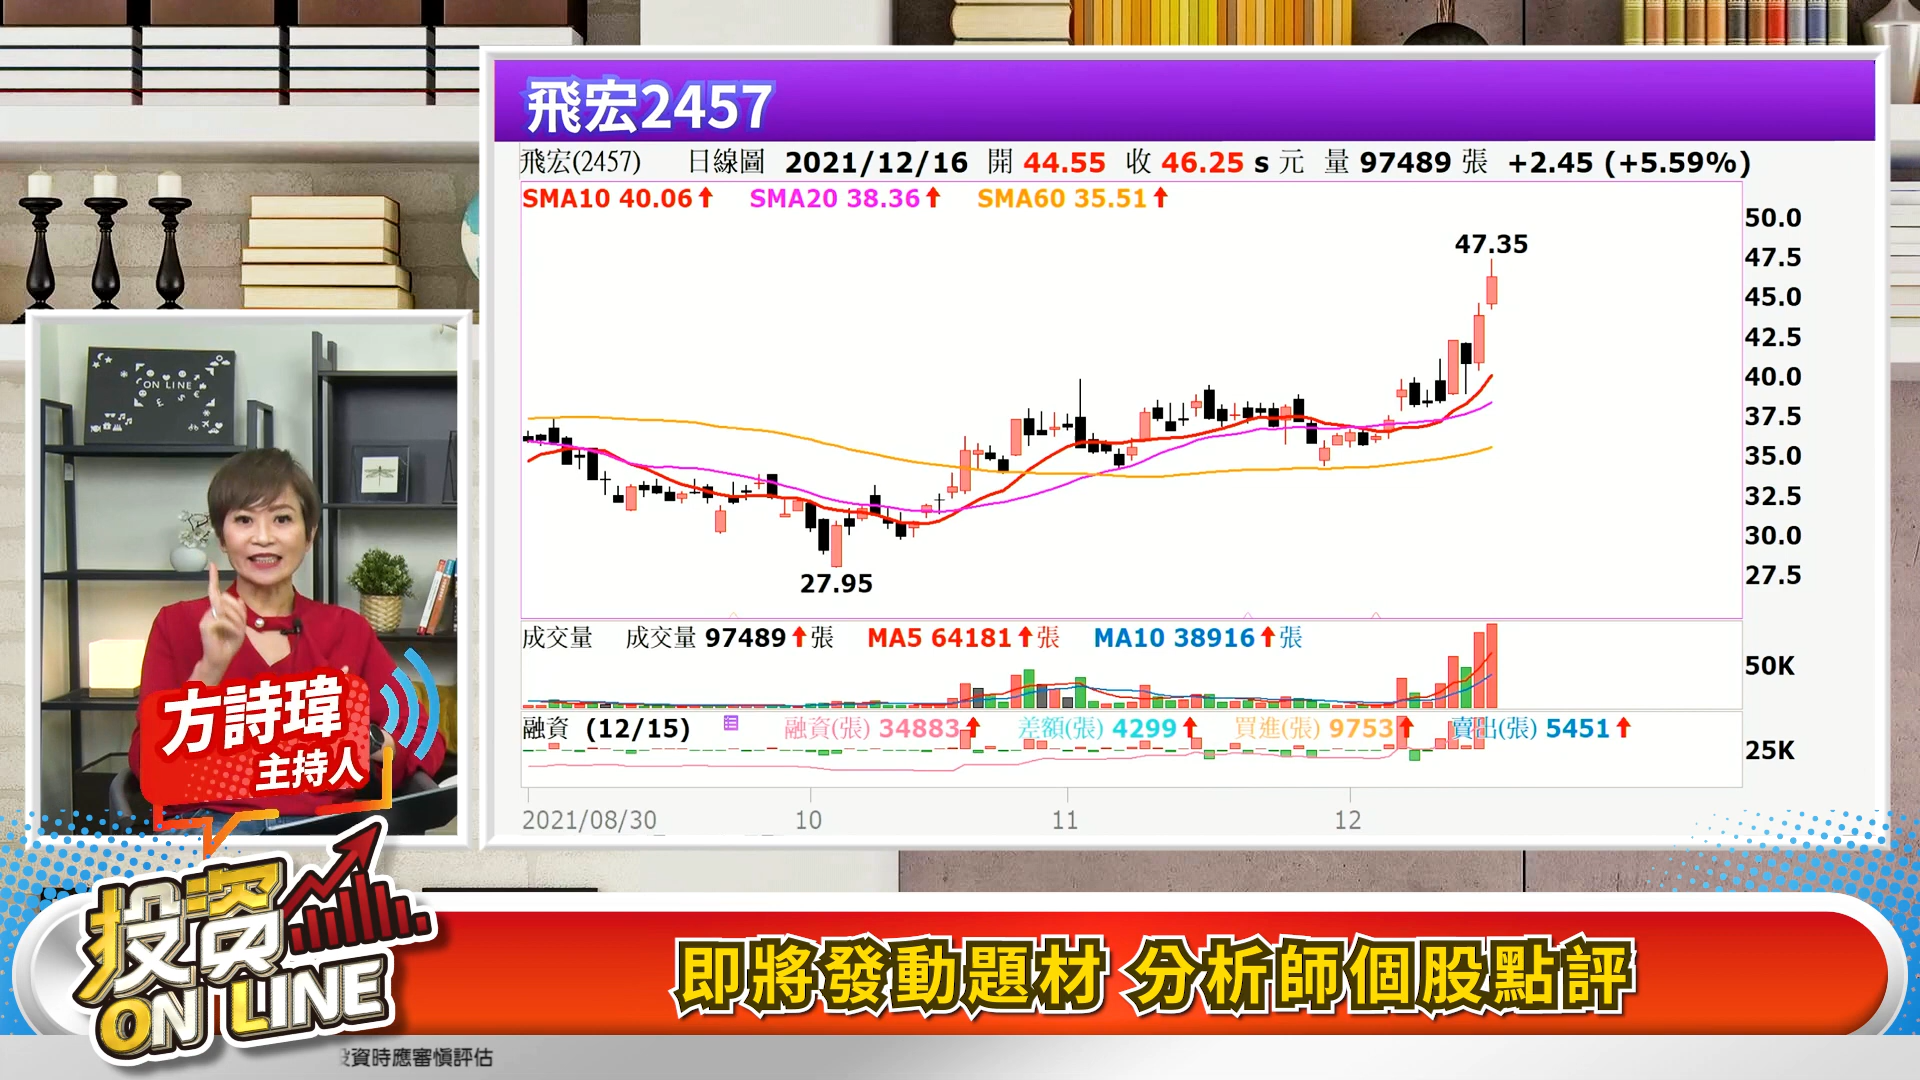 飛宏2457
飛宏(2457) 日線圖 2021/12/16 開 44.55 收 46.25 s 元 量 97489 張 +2.45 (+5.59%)
SMA10 40.06↑ SMA20 38.36↑ SMA60 35.51↑
50.0
47.35
47.5
45.0
42.5
40.0
37.5
35.0
32.5
30.0
27.5
27.95
成交量 成交量 97489↑張 MA5 64181↑張 MA10 38916↑張
50K
融資 (12/15) 融資(張) 34883↑ 差額(張) 4299↑ 買進(張) 9753↑ 賣出(張) 5451↑
25K
2021/08/30 10 11 12
ON LINE
方詩瑋
主持人
投資
ON LINE
即將發動題材 分析師個股點評
資時應審慎評估